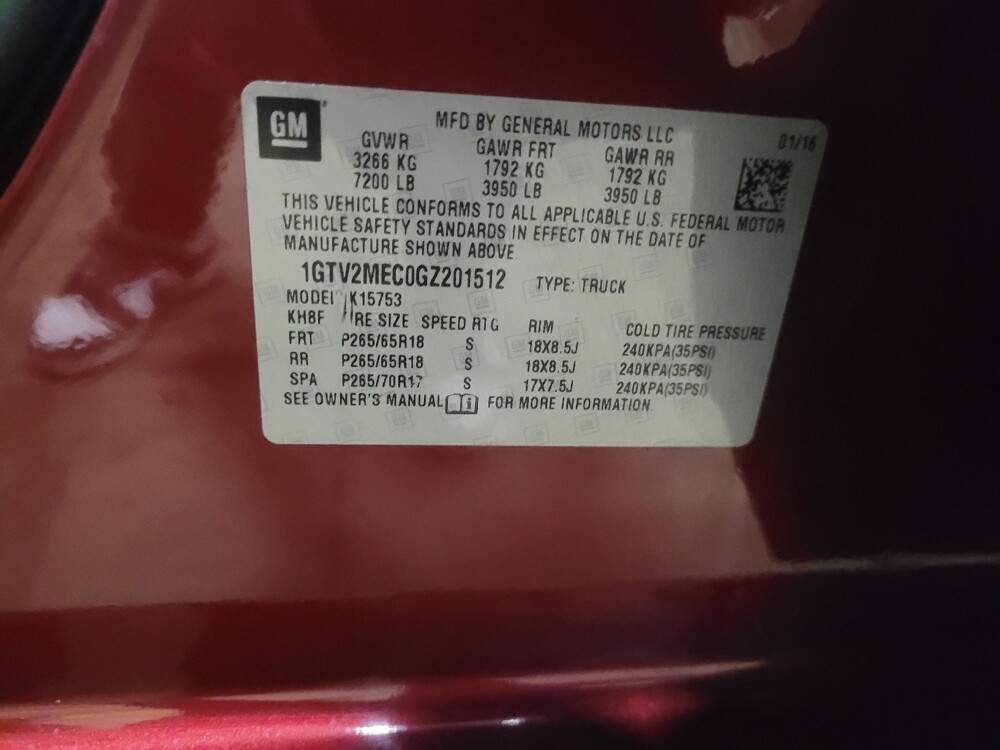 GM
MFD BY GENERAL MOTORS LLC
01/16
GVWR GAWR FRT GAWR RR
3266 KG 1792 KG 1792 KG
7200 LB 3950 LB 3950 LB
THIS VEHICLE CONFORMS TO ALL APPLICABLE U.S. FEDERAL MOTOR
VEHICLE SAFETY STANDARDS IN EFFECT ON THE DATE OF
MANUFACTURE SHOWN ABOVE.
1GTV2MEC0GZ201512 TYPE: TRUCK
MODEL K15753
KH8F SIZE SPEED RTG RIM COLD TIRE PRESSURE
FRT P265/65R18 S 18X8.5J 240KPA(35PSI)
RR P265/65R18 S 18X8.5J 240KPA(35PSI)
SPA P265/70R17 S 17X7.5J 240KPA(35PSI)
SEE OWNER'S MANUAL FOR MORE INFORMATION